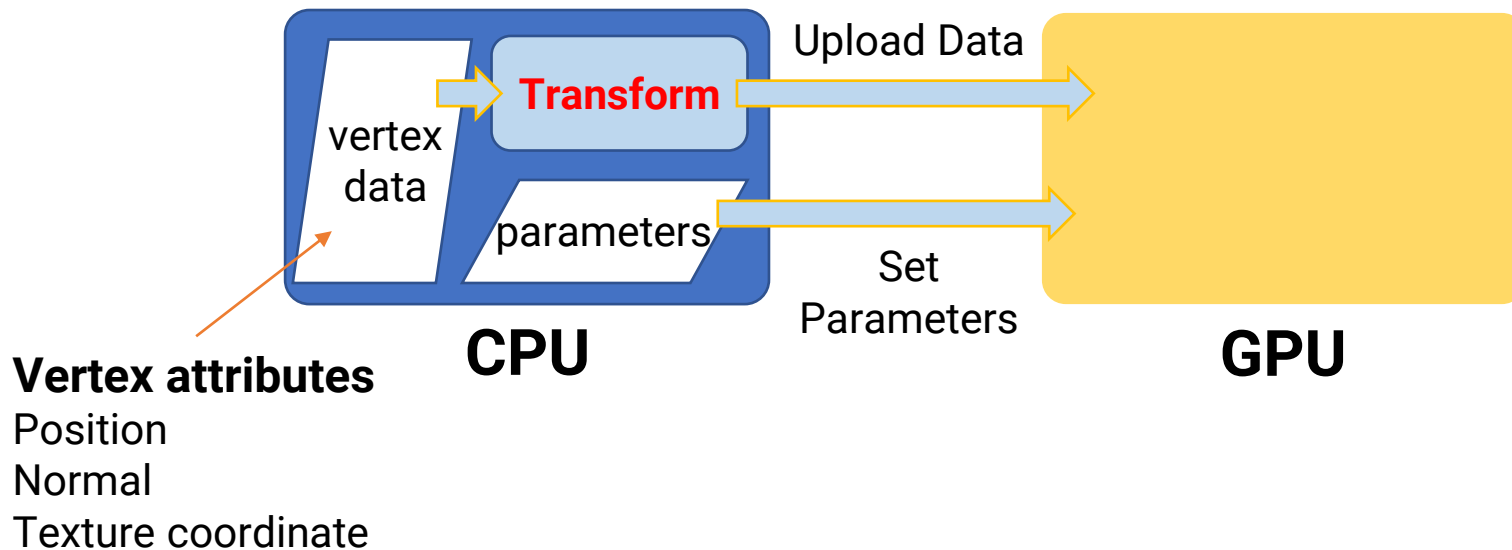 Upload Data
Transform
vertex
data
parameters
Set
Parameters
CPU
GPU
Vertex attributes
Position
Normal
Texture coordinate